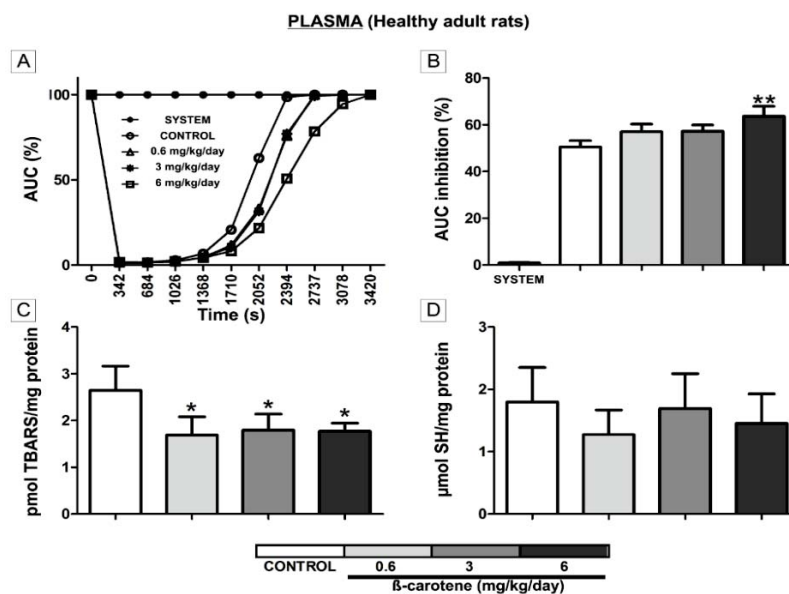 PLASMA (Healthy adult rats)
A
100
50
0
AUC (%)
SYSTEM
CONTROL
0.6 mg/kg/day
3 mg/kg/day
6 mg/kg/day
0
342
684
1026
1368
1710
2052
2394
2737
3078
3420
Time (s)
B
80
60
40
20
0
AUC inhibition (%)
**
SYSTEM
C
4
3
2
1
0
pmol TBARS/mg protein
*
*
*
D
3
2
1
0
µmol SH/mg protein
CONTROL 0.6 3 6
ß-carotene (mg/kg/day)